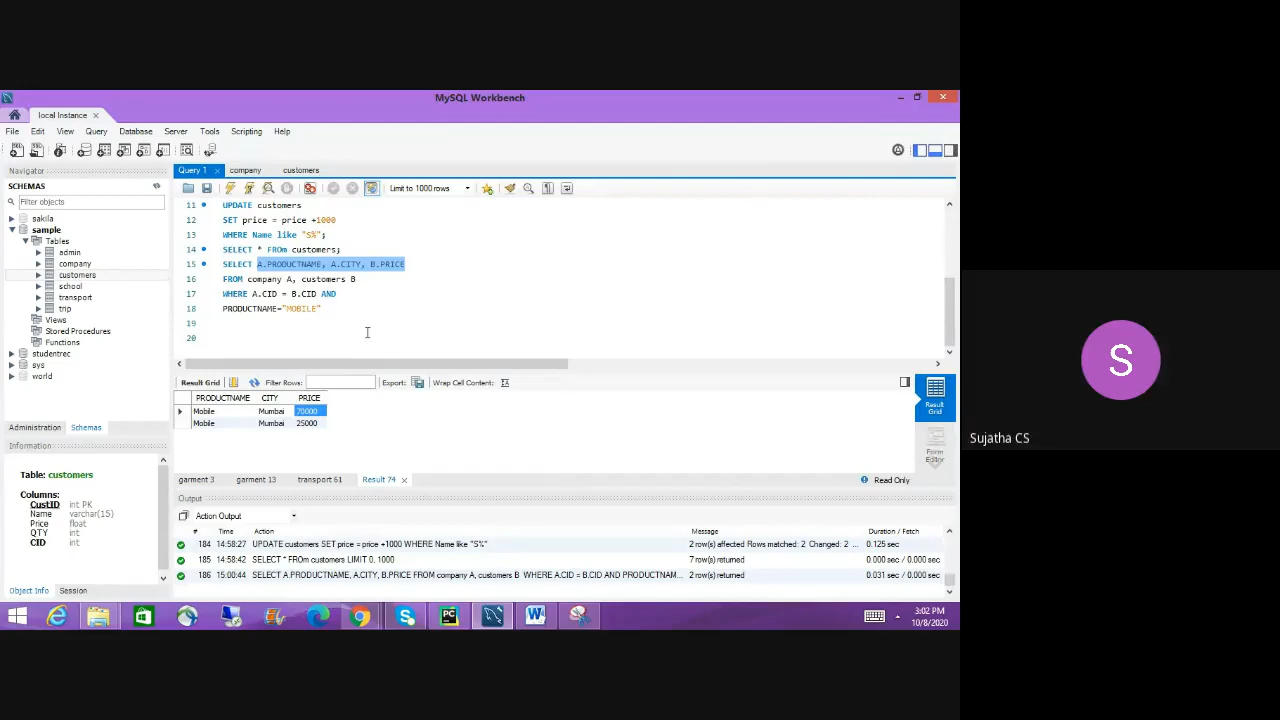 MySQL Workbench
local Instance
File Edit View Query Database Server Tools Scripting Help
Navigator
SCHEMAS
Filter objects
sakila
sample
Tables
admin
company
customers
school
transport
trip
Views
Stored Procedures
Functions
studentrec
sys
world
Administration Schemas
Information
Table: customers
Columns:
CustID int PK
Name varchar(15)
Price float
QTY int
CID int
Object Info Session
Query 1 company customers
Limit to 1000 rows
11 UPDATE customers
12 SET price = price +1000
13 WHERE Name like "S%";
14 SELECT * FROm customers;
15 SELECT A.PRODUCTNAME, A.CITY, B.PRICE
16 FROM company A, customers B
17 WHERE A.CID = B.CID AND
18 PRODUCTNAME="MOBILE"
19
20
Result Grid Filter Rows: Export: Wrap Cell Content:
PRODUCTNAME CITY PRICE
Mobile Mumbai 70000
Mobile Mumbai 25000
Result Grid
Form Editor
garment 3 garment 13 transport 61 Result 74 Read Only
Output
Action Output
# Time Action Message Duration / Fetch
184 14:58:27 UPDATE customers SET price = price +1000 WHERE Name like "S%" 2 row(s) affected Rows matched: 2 Changed: 2 ... 0.125 sec
185 14:58:42 SELECT * FROm customers LIMIT 0, 1000 7 row(s) returned 0.000 sec / 0.000 sec
186 15:00:44 SELECT A.PRODUCTNAME, A.CITY, B.PRICE FROM company A, customers B WHERE A.CID = B.CID AND PRODUCTNAM... 2 row(s) returned 0.031 sec / 0.000 sec
3:02 PM
10/8/2020
S
Sujatha CS